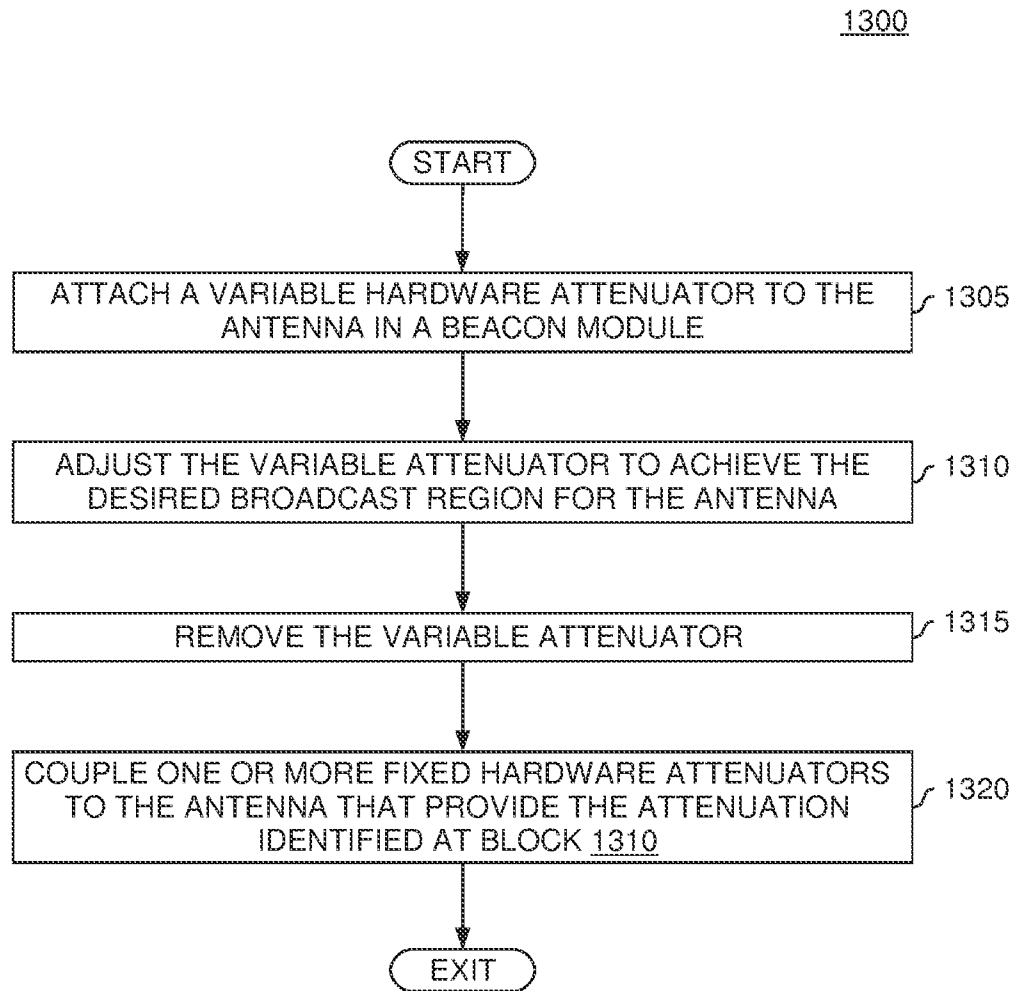 1300
START
ATTACH A VARIABLE HARDWARE ATTENUATOR TO THE
ANTENNA IN A BEACON MODULE
1305
ADJUST THE VARIABLE ATTENUATOR TO ACHIEVE THE
DESIRED BROADCAST REGION FOR THE ANTENNA
1310
REMOVE THE VARIABLE ATTENUATOR
1315
COUPLE ONE OR MORE FIXED HARDWARE ATTENUATORS
TO THE ANTENNA THAT PROVIDE THE ATTENUATION
IDENTIFIED AT BLOCK 1310
1320
EXIT